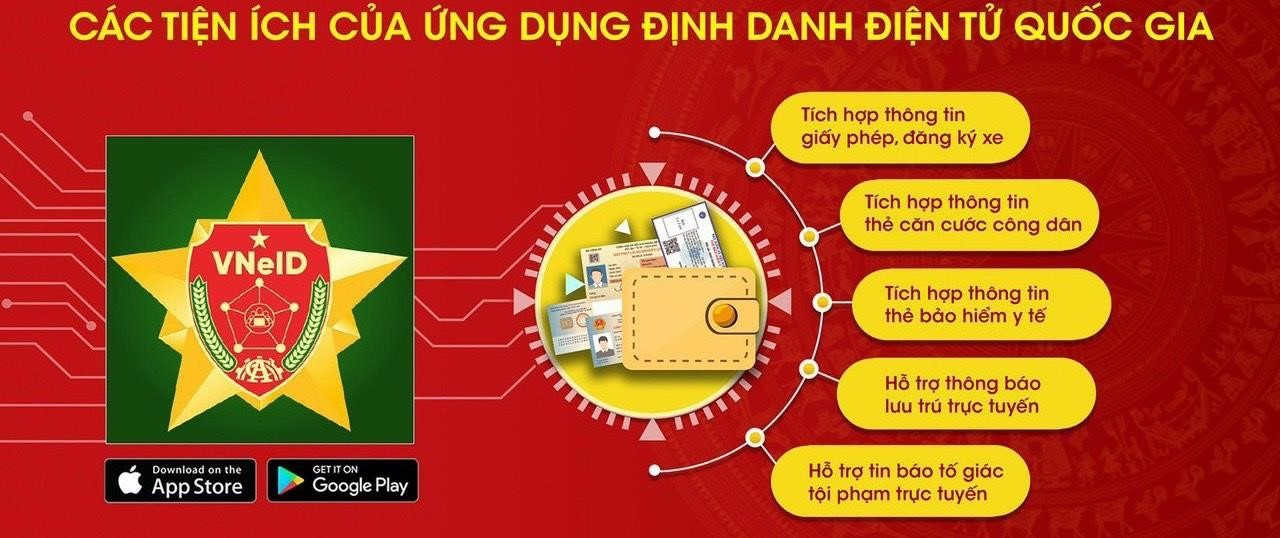 CÁC TIỆN ÍCH CỦA ỨNG DỤNG ĐỊNH DANH ĐIỆN TỬ QUỐC GIA
VNeID
Download on the
App Store
GET IT ON
Google Play
Tích hợp thông tin
giấy phép, đăng ký xe
Tích hợp thông tin
thẻ căn cước công dân
Tích hợp thông tin
thẻ bảo hiểm y tế
Hỗ trợ thông báo
lưu trú trực tuyến
Hỗ trợ tin báo tố giác
tội phạm trực tuyến